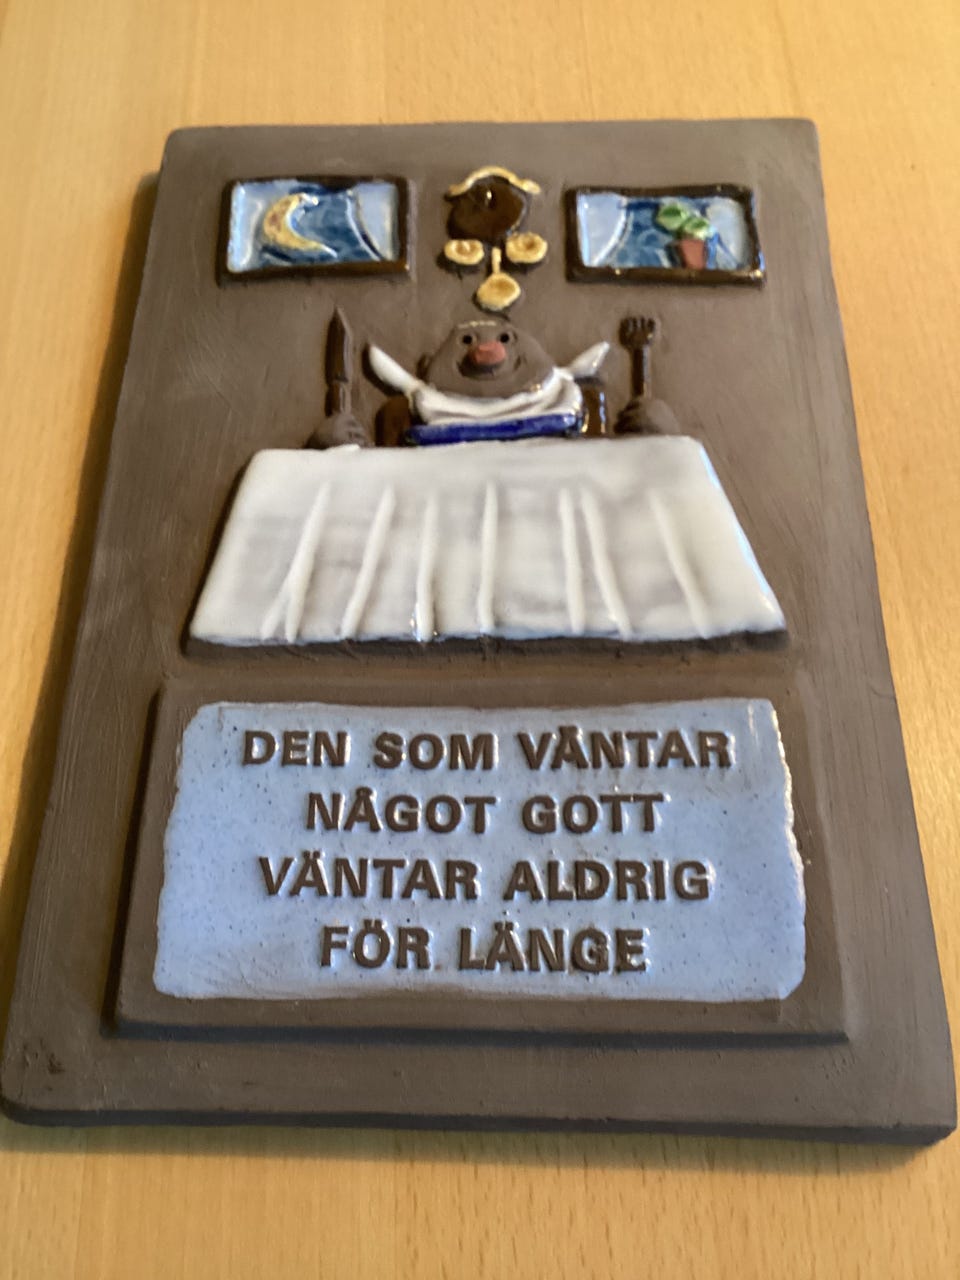 DEN SOM VÄNTAR
NÅGOT GOTT
VÄNTAR ALDRIG
FÖR LÄNGE